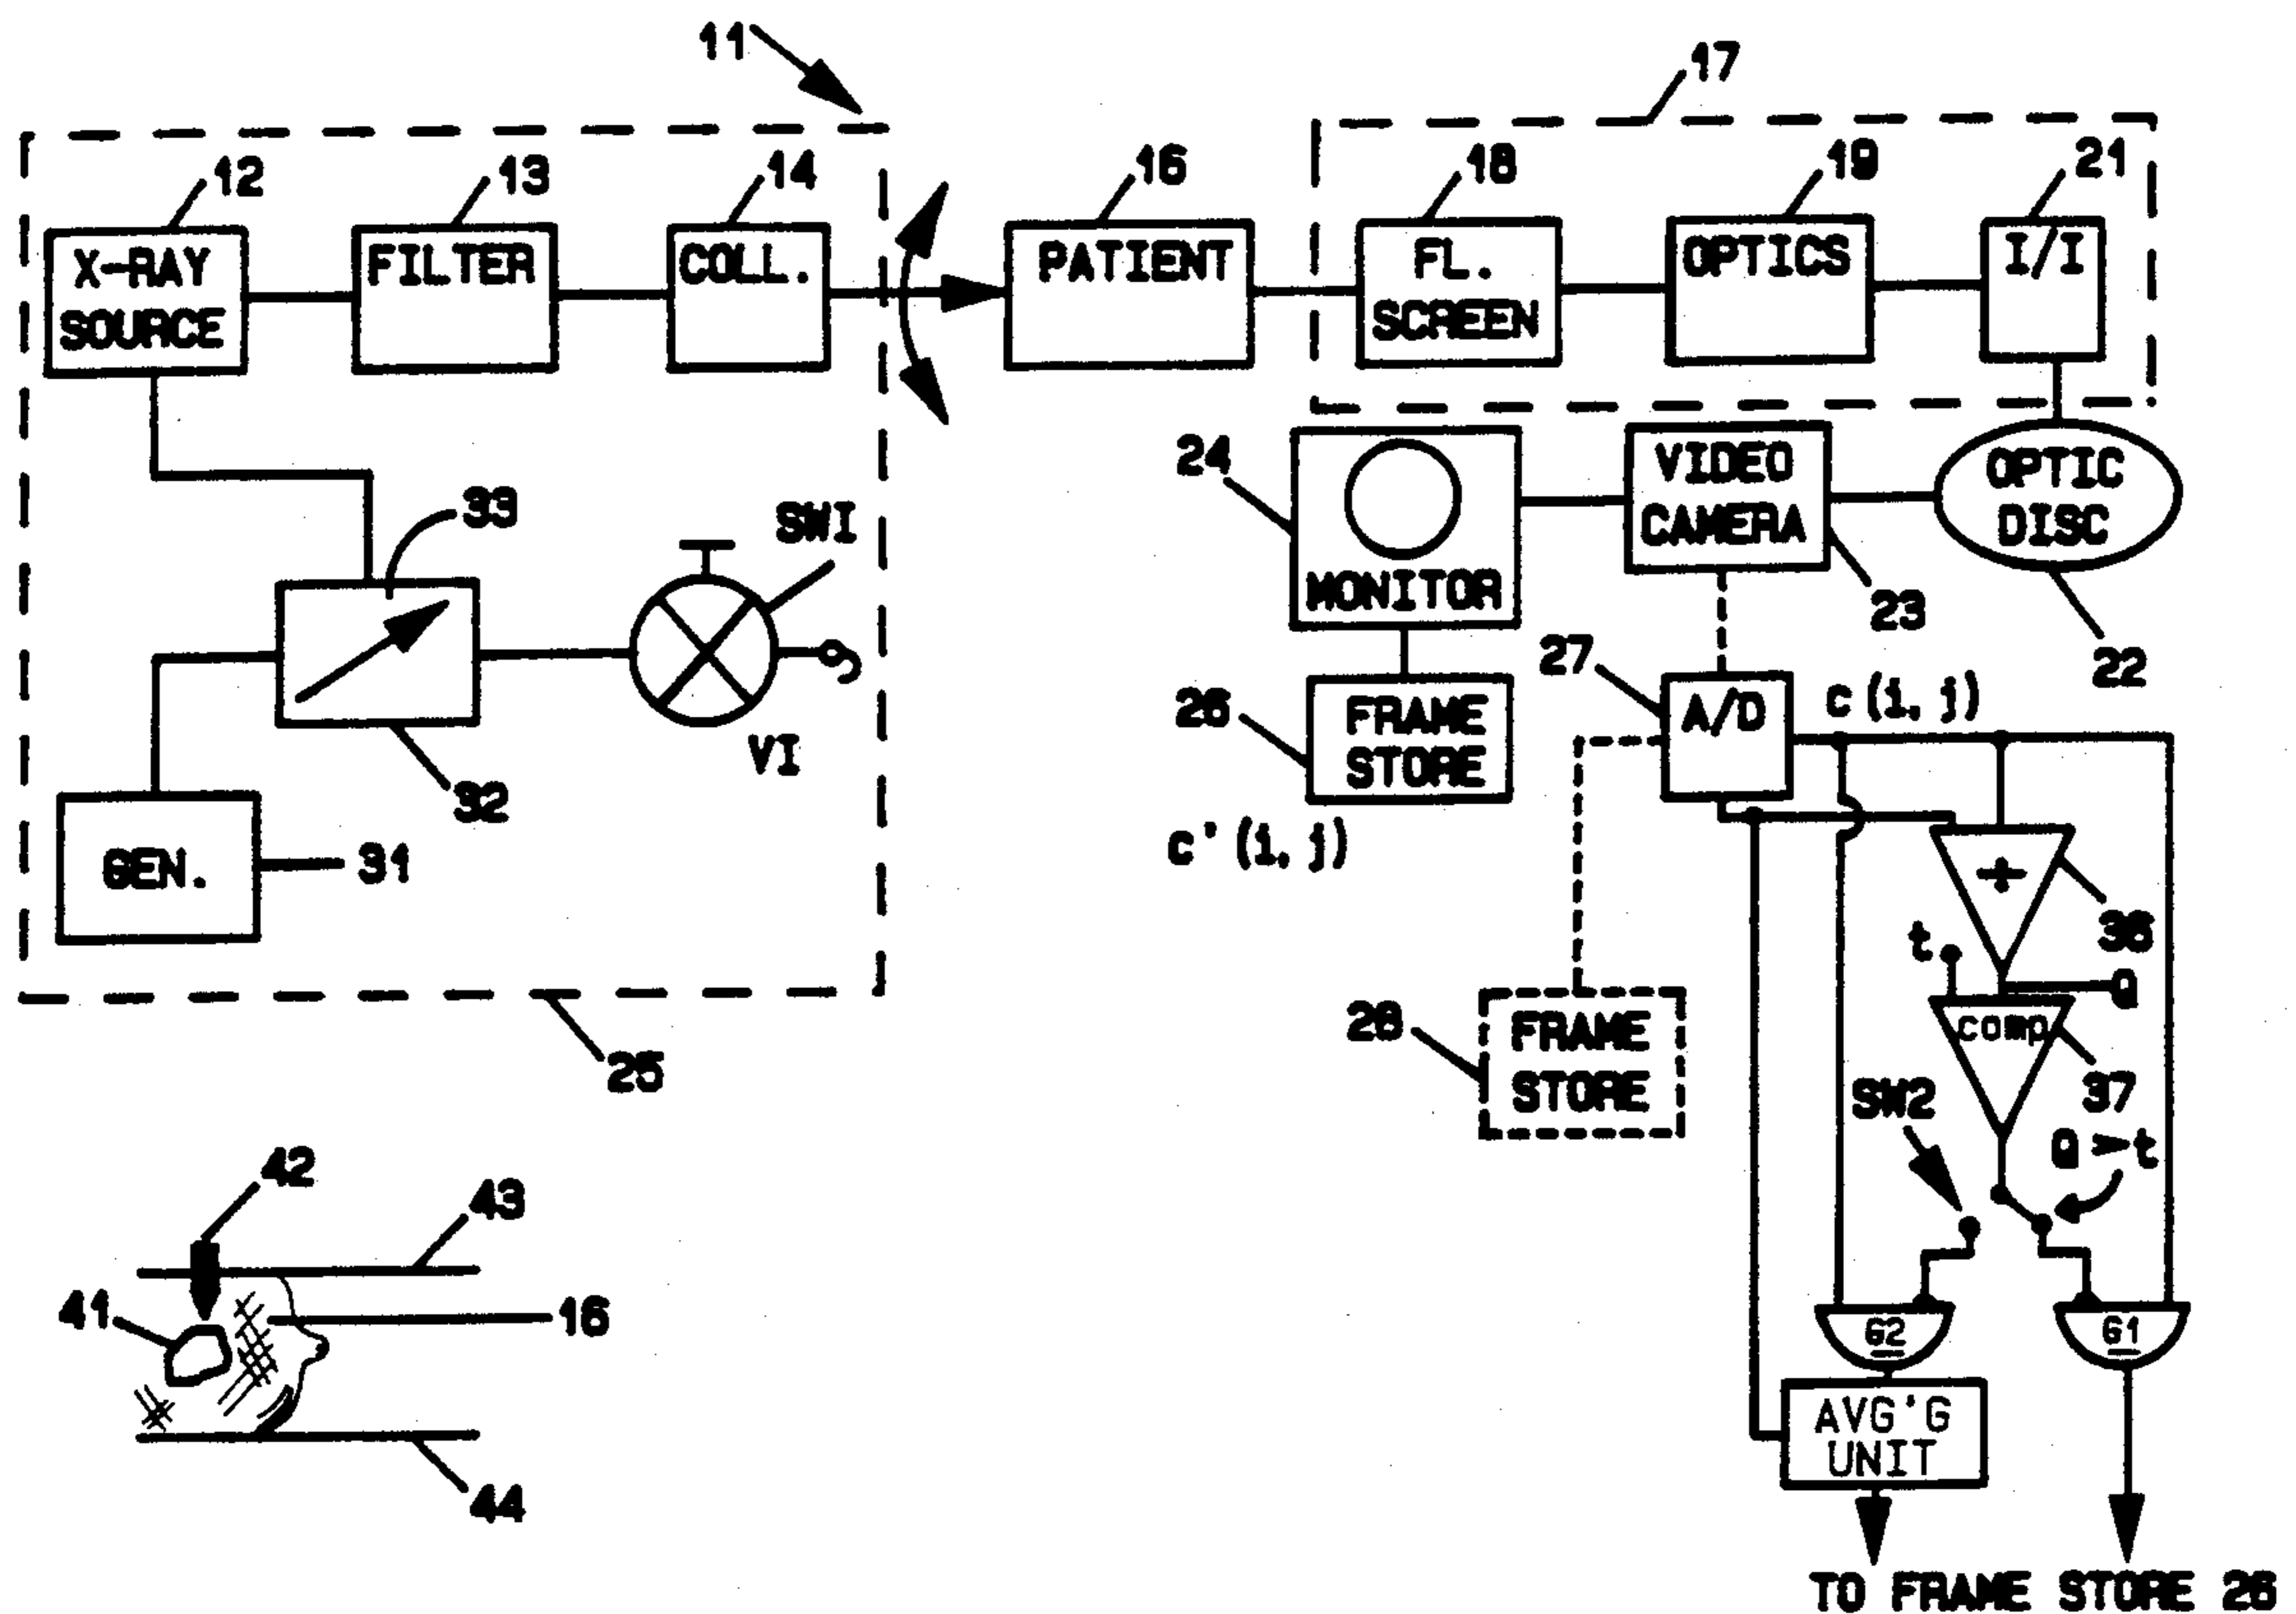 11
17
12
13
14
16
18
19
21
X-RAY
SOURCE
FILTER
COLL.
PATIENT
FL.
SCREEN
OPTICS
I/I
24
VIDEO
CAMERA
OPTIC
DISC
33
SWI
MONITOR
23
22
27
VI
26
FRAME
STORE
A/D
c(i, j)
32
c'(i, j)
GEN.
31
+
36
t
Q
28
FRAME
STORE
comp
25
SW2
37
Q>t
42
43
41
16
G2
G1
AVG'G
UNIT
44
TO FRAME STORE 26